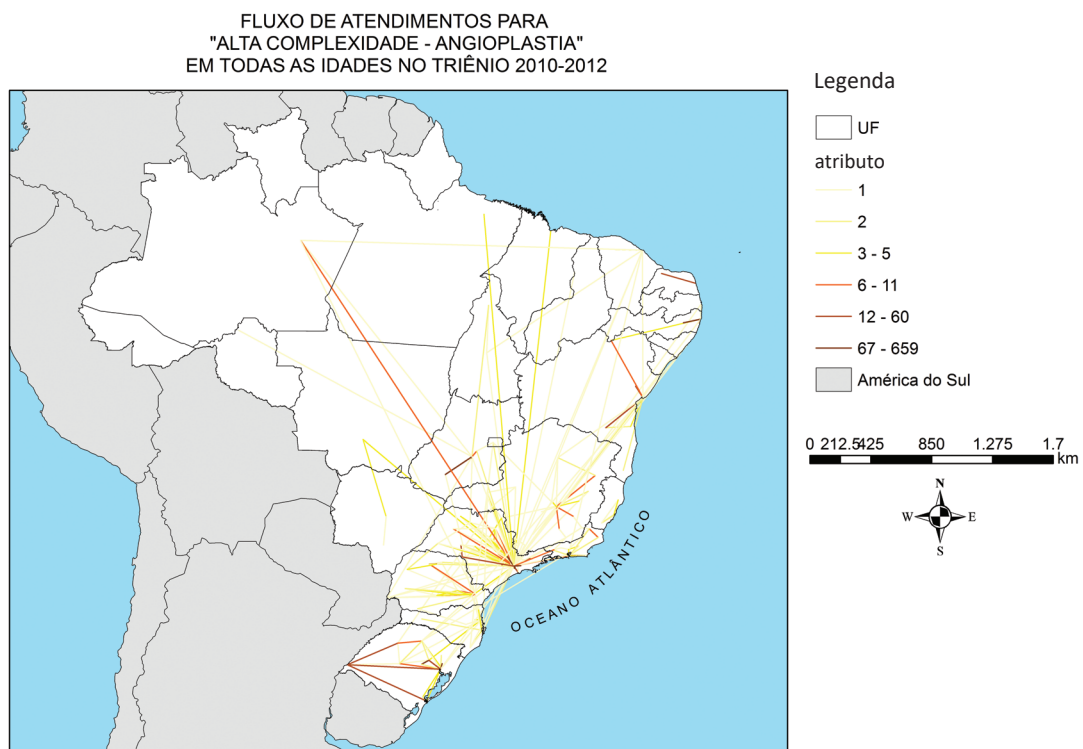 FLUXO DE ATENDIMENTOS PARA
"ALTA COMPLEXIDADE - ANGIOPLASTIA"
EM TODAS AS IDADES NO TRIÊNIO 2010-2012
Legenda
UF
atributo
1
2
3 - 5
6 - 11
12 - 60
67 - 659
América do Sul
0 212.5425 850 1.275 1.7
km
N
W E
S
OCEANO ATLÂNTICO